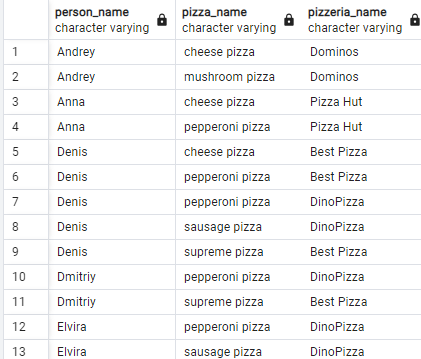 person_name pizza_name pizzeria_name
character varying character varying character varying
1 Andrey cheese pizza Dominos
2 Andrey mushroom pizza Dominos
3 Anna cheese pizza Pizza Hut
4 Anna pepperoni pizza Pizza Hut
5 Denis cheese pizza Best Pizza
6 Denis pepperoni pizza Best Pizza
7 Denis pepperoni pizza DinoPizza
8 Denis sausage pizza DinoPizza
9 Denis supreme pizza Best Pizza
10 Dmitriy pepperoni pizza DinoPizza
11 Dmitriy supreme pizza Best Pizza
12 Elvira pepperoni pizza DinoPizza
13 Elvira sausage pizza DinoPizza